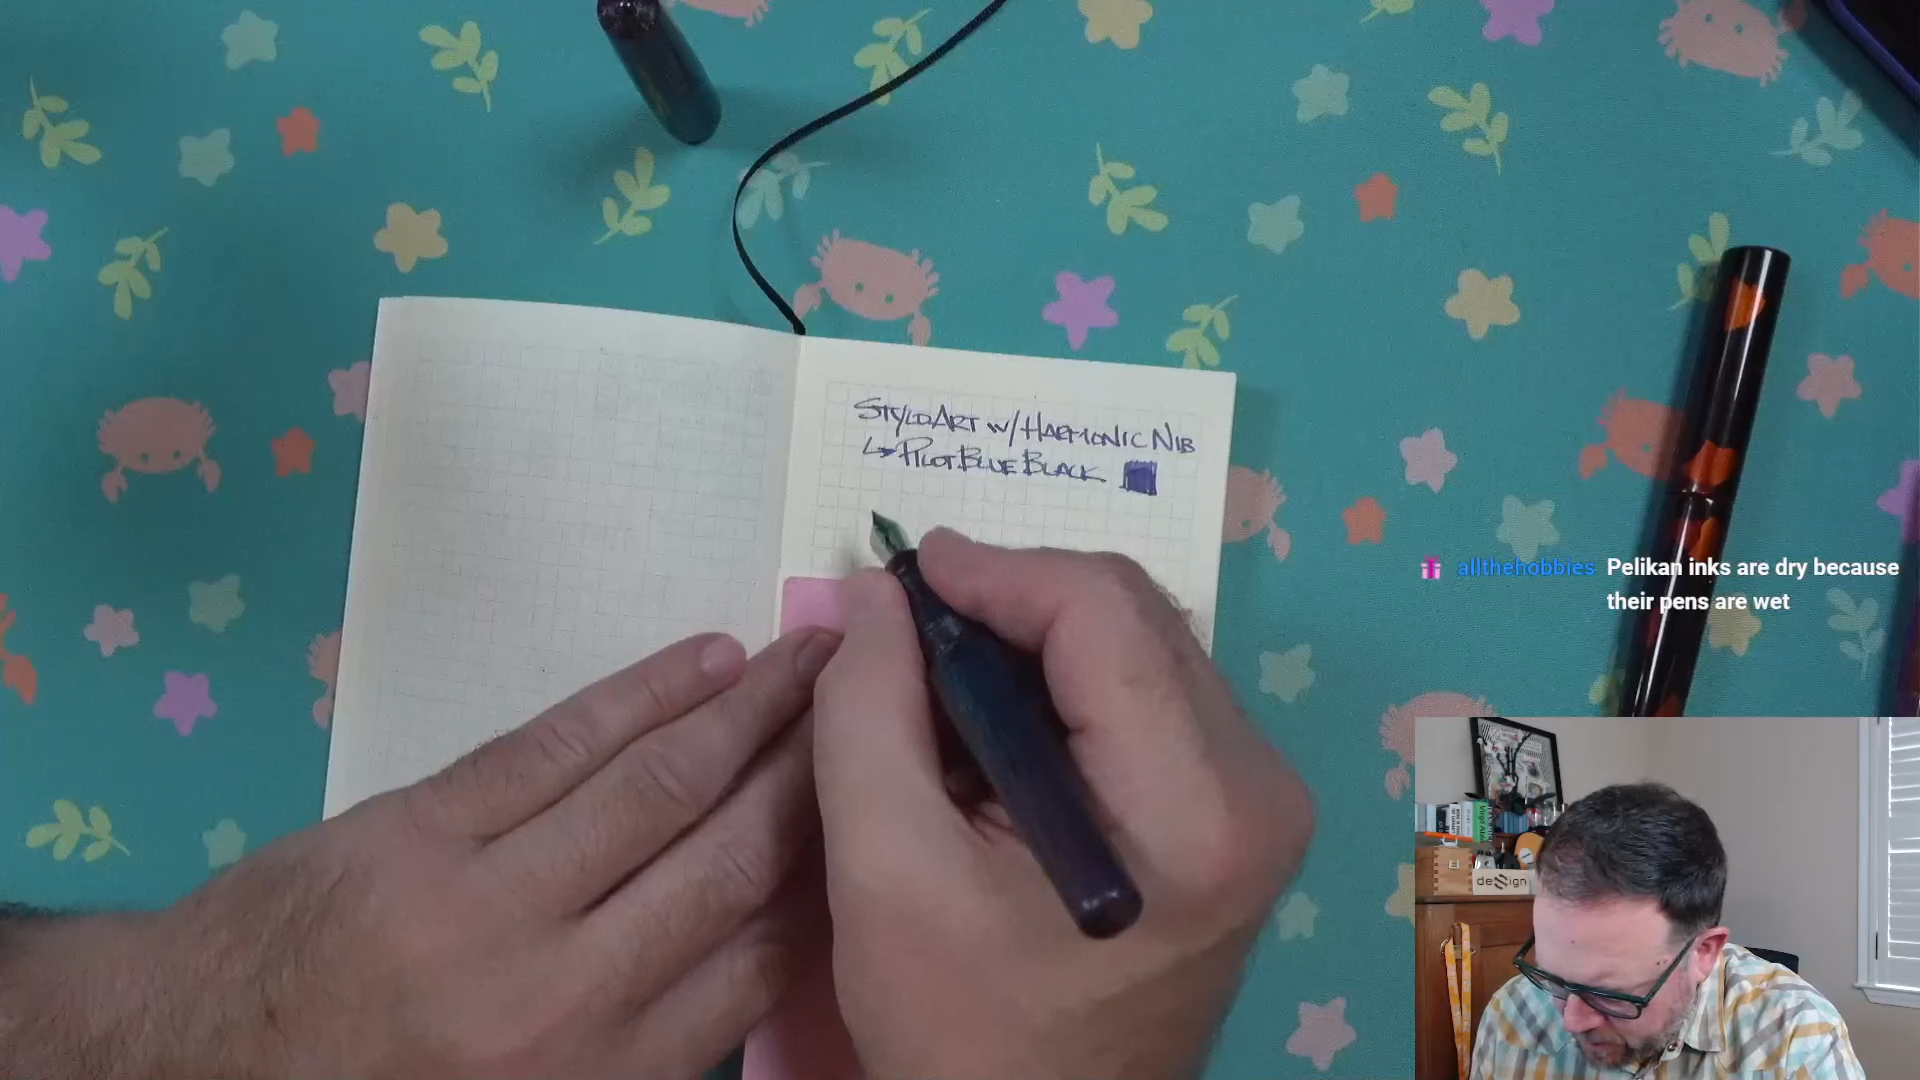 StyloArt w/ Harmonic Nib
↳ Pilot Blue Black
allthehobbies Pelikan inks are dry because
their pens are wet
design